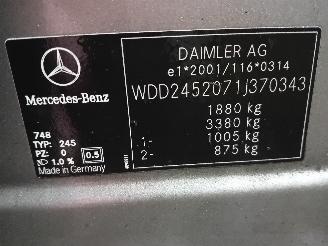 DAIMLER AG
e1*2001/116*0314
WDD2452071J370343
Mercedes-Benz
1880 kg
3380 kg
1- 1005 kg
2- 875 kg
748
TYP: 245
PZ: 0
1.0 % 0.5
Made in Germany